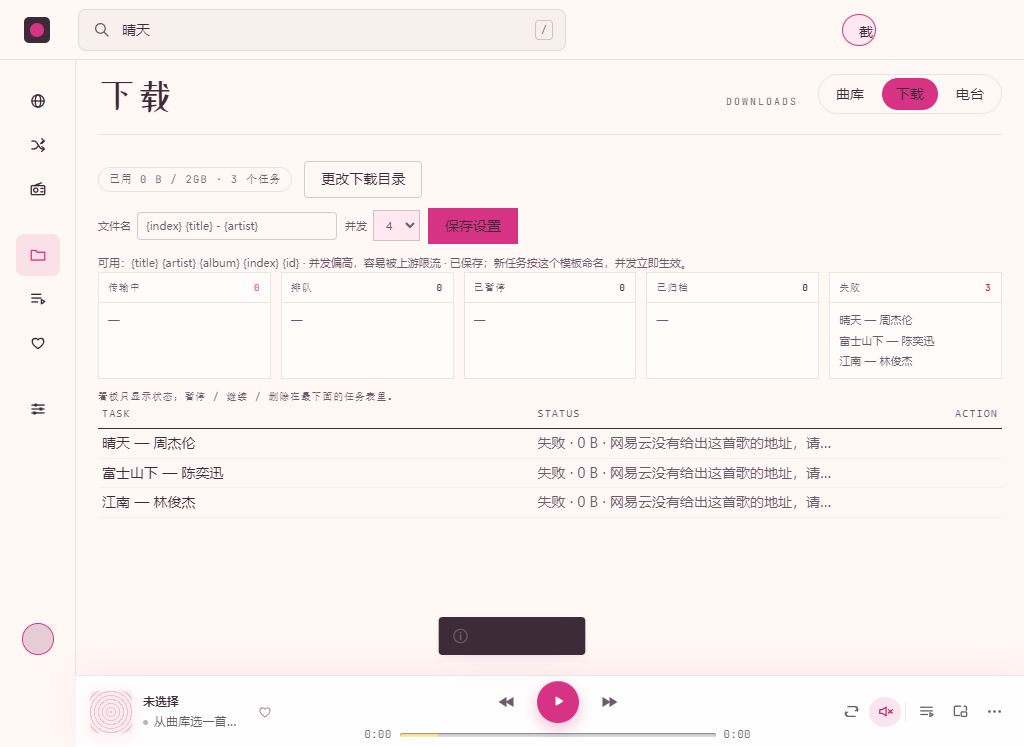 晴天 /
截
下载
DOWNLOADS
曲库 下载 电台
已用 0 B / 2GB · 3 个任务
更改下载目录
文件名 {index} {title} - {artist} 并发 4 保存设置
可用：{title} {artist} {album} {index} {id} · 并发偏高，容易被上游限流 · 已保存；新任务按这个模板命名，并发立即生效。
传输中 0 排队 0 已暂停 0 已归档 0 失败 3
— — — — 晴天 — 周杰伦
富士山下 — 陈奕迅
江南 — 林俊杰
看板只显示状态；暂停 / 继续 / 删除在最下面的任务表里。
TASK STATUS ACTION
晴天 — 周杰伦 失败 · 0 B · 网易云没有给出这首歌的地址，请...
富士山下 — 陈奕迅 失败 · 0 B · 网易云没有给出这首歌的地址，请...
江南 — 林俊杰 失败 · 0 B · 网易云没有给出这首歌的地址，请...
未选择
从曲库选一首...
0:00 0:00